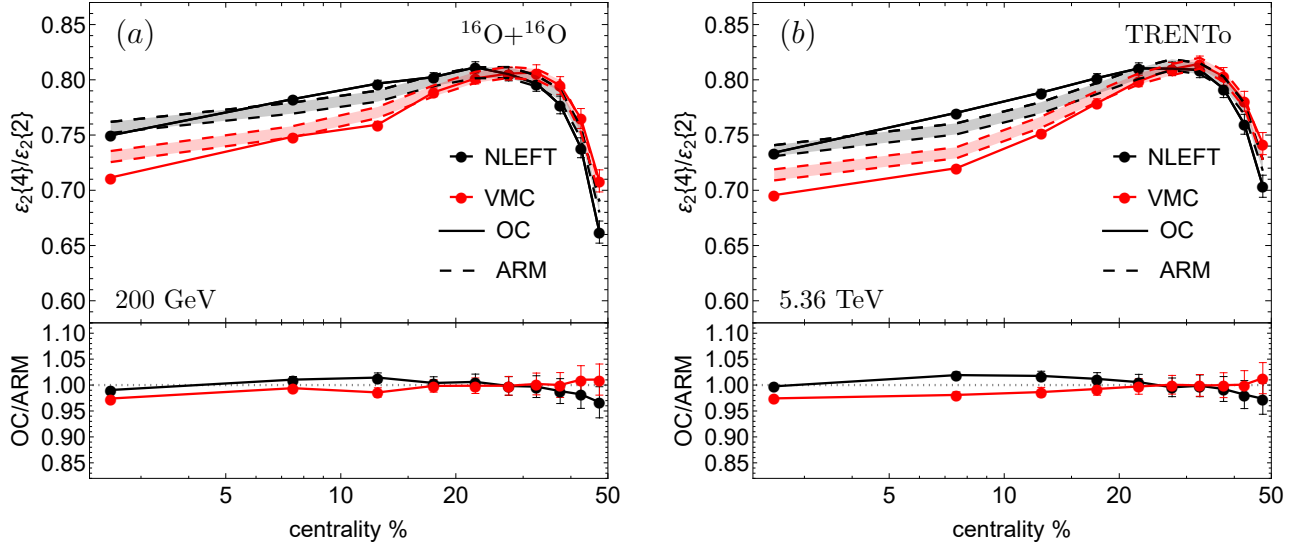 (a) ¹⁶O+¹⁶O
0.80
0.75
0.70
0.65
0.60
ε₂{4}/ε₂{2}
NLEFT
VMC
OC
ARM
200 GeV
1.10
1.05
1.00
0.95
0.90
0.85
OC/ARM
5 10 20 50
centrality %
(b) TRENTo
0.80
0.75
0.70
0.65
0.60
ε₂{4}/ε₂{2}
NLEFT
VMC
OC
ARM
5.36 TeV
1.10
1.05
1.00
0.95
0.90
0.85
OC/ARM
5 10 20 50
centrality %